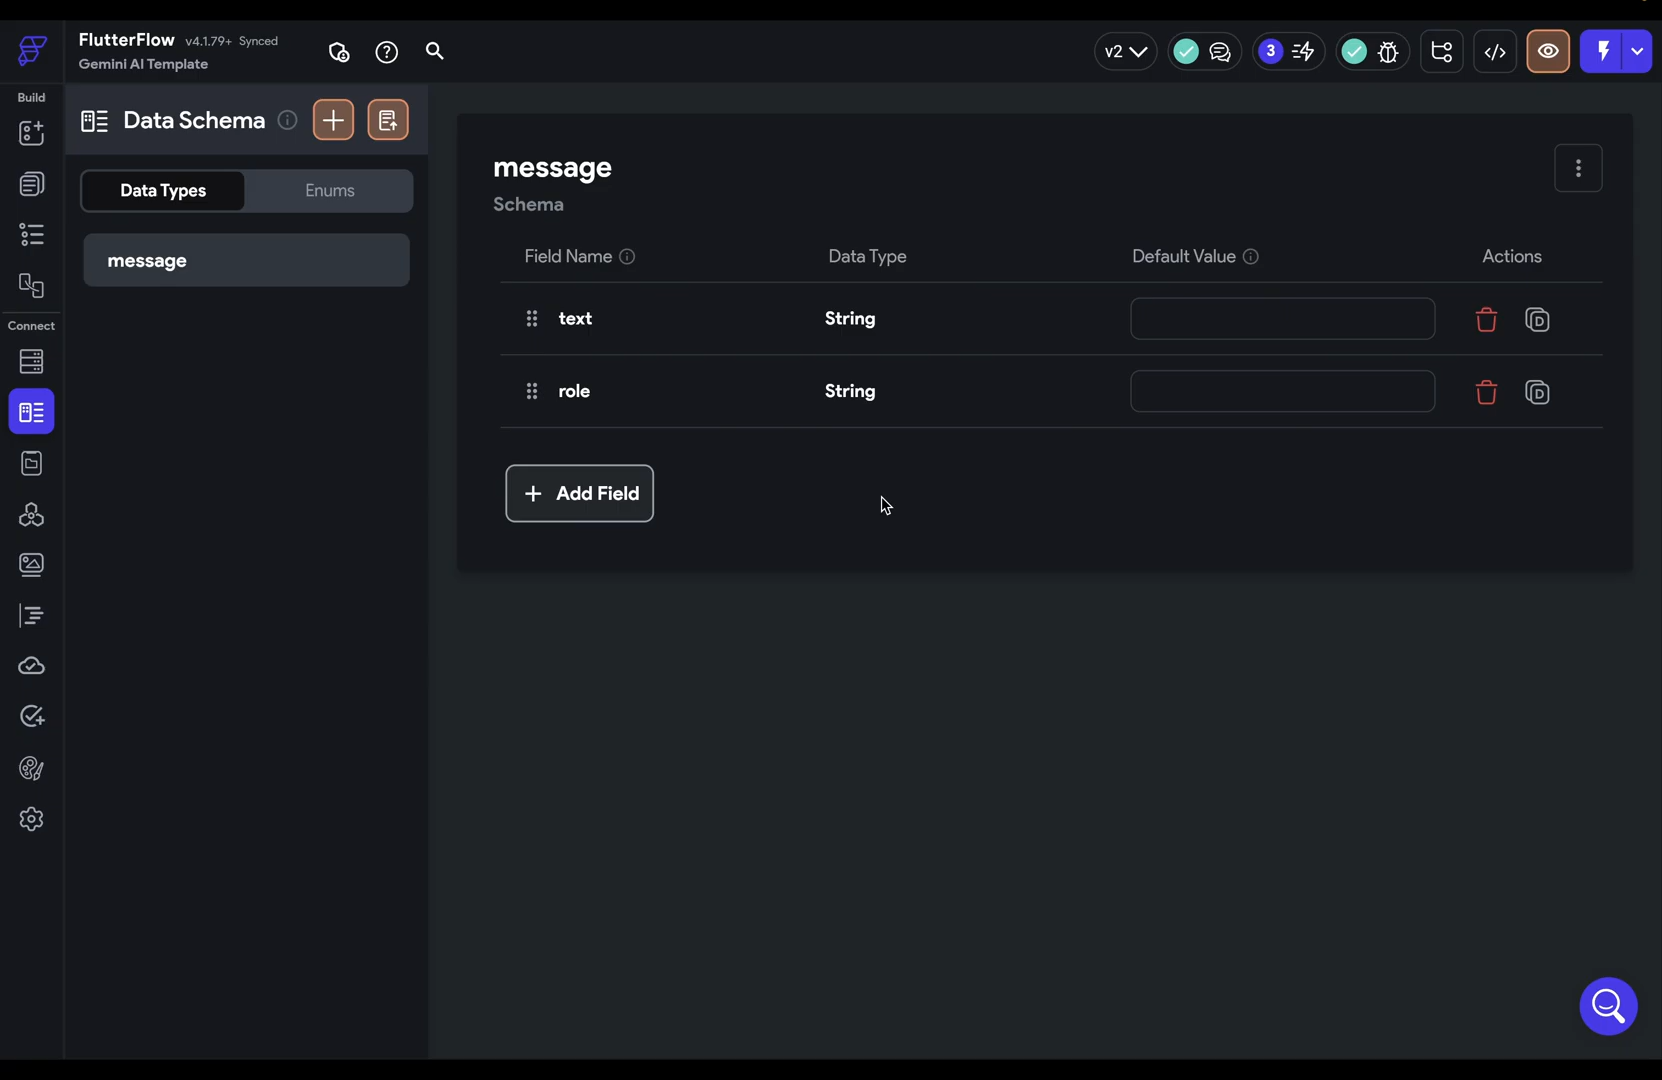 FlutterFlow v4.1.79+ Synced
Gemini AI Template
v2
3
Build
Data Schema
Data Types
Enums
message
Connect
message
Schema
Field Name
Data Type
Default Value
Actions
text
String
role
String
+ Add Field